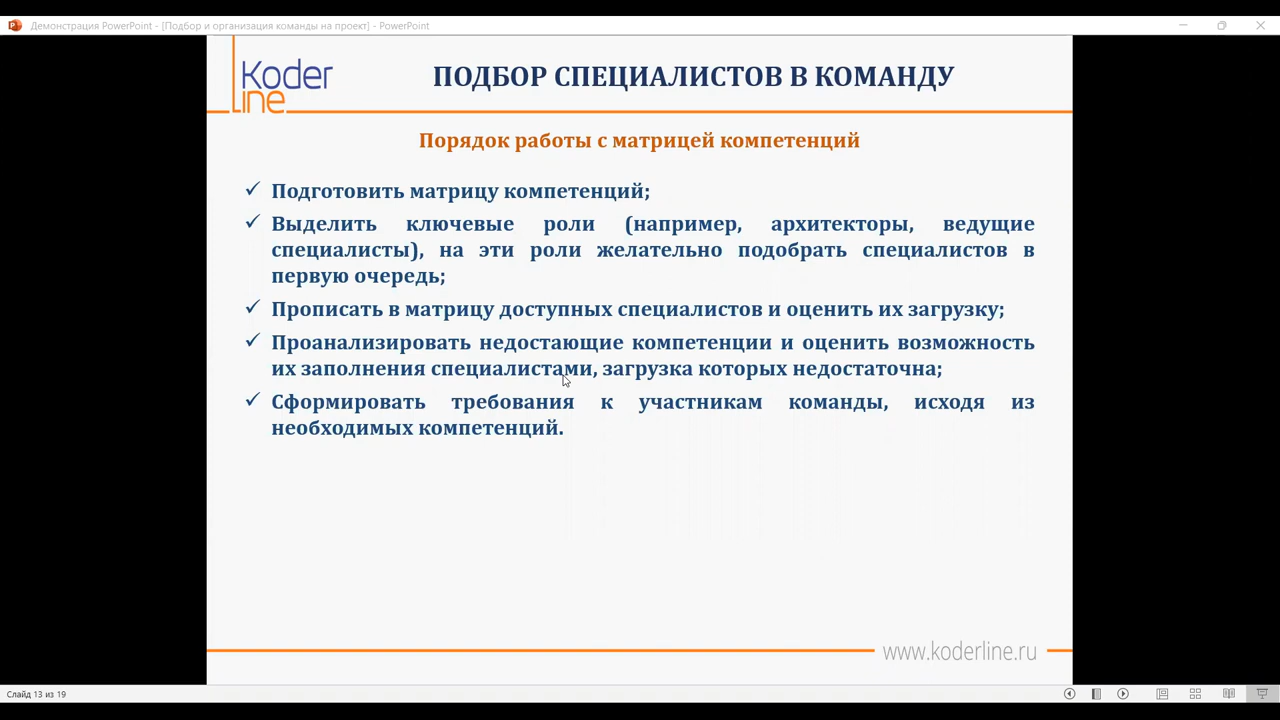 Демонстрация PowerPoint - [Подбор и организация команды на проект] - PowerPoint
Koder
line
ПОДБОР СПЕЦИАЛИСТОВ В КОМАНДУ
Порядок работы с матрицей компетенций
Подготовить матрицу компетенций;
Выделить ключевые роли (например, архитекторы, ведущие
специалисты), на эти роли желательно подобрать специалистов в
первую очередь;
Прописать в матрицу доступных специалистов и оценить их загрузку;
Проанализировать недостающие компетенции и оценить возможность
их заполнения специалистами, загрузка которых недостаточна;
Сформировать требования к участникам команды, исходя из
необходимых компетенций.
www.koderline.ru
Слайд 13 из 19